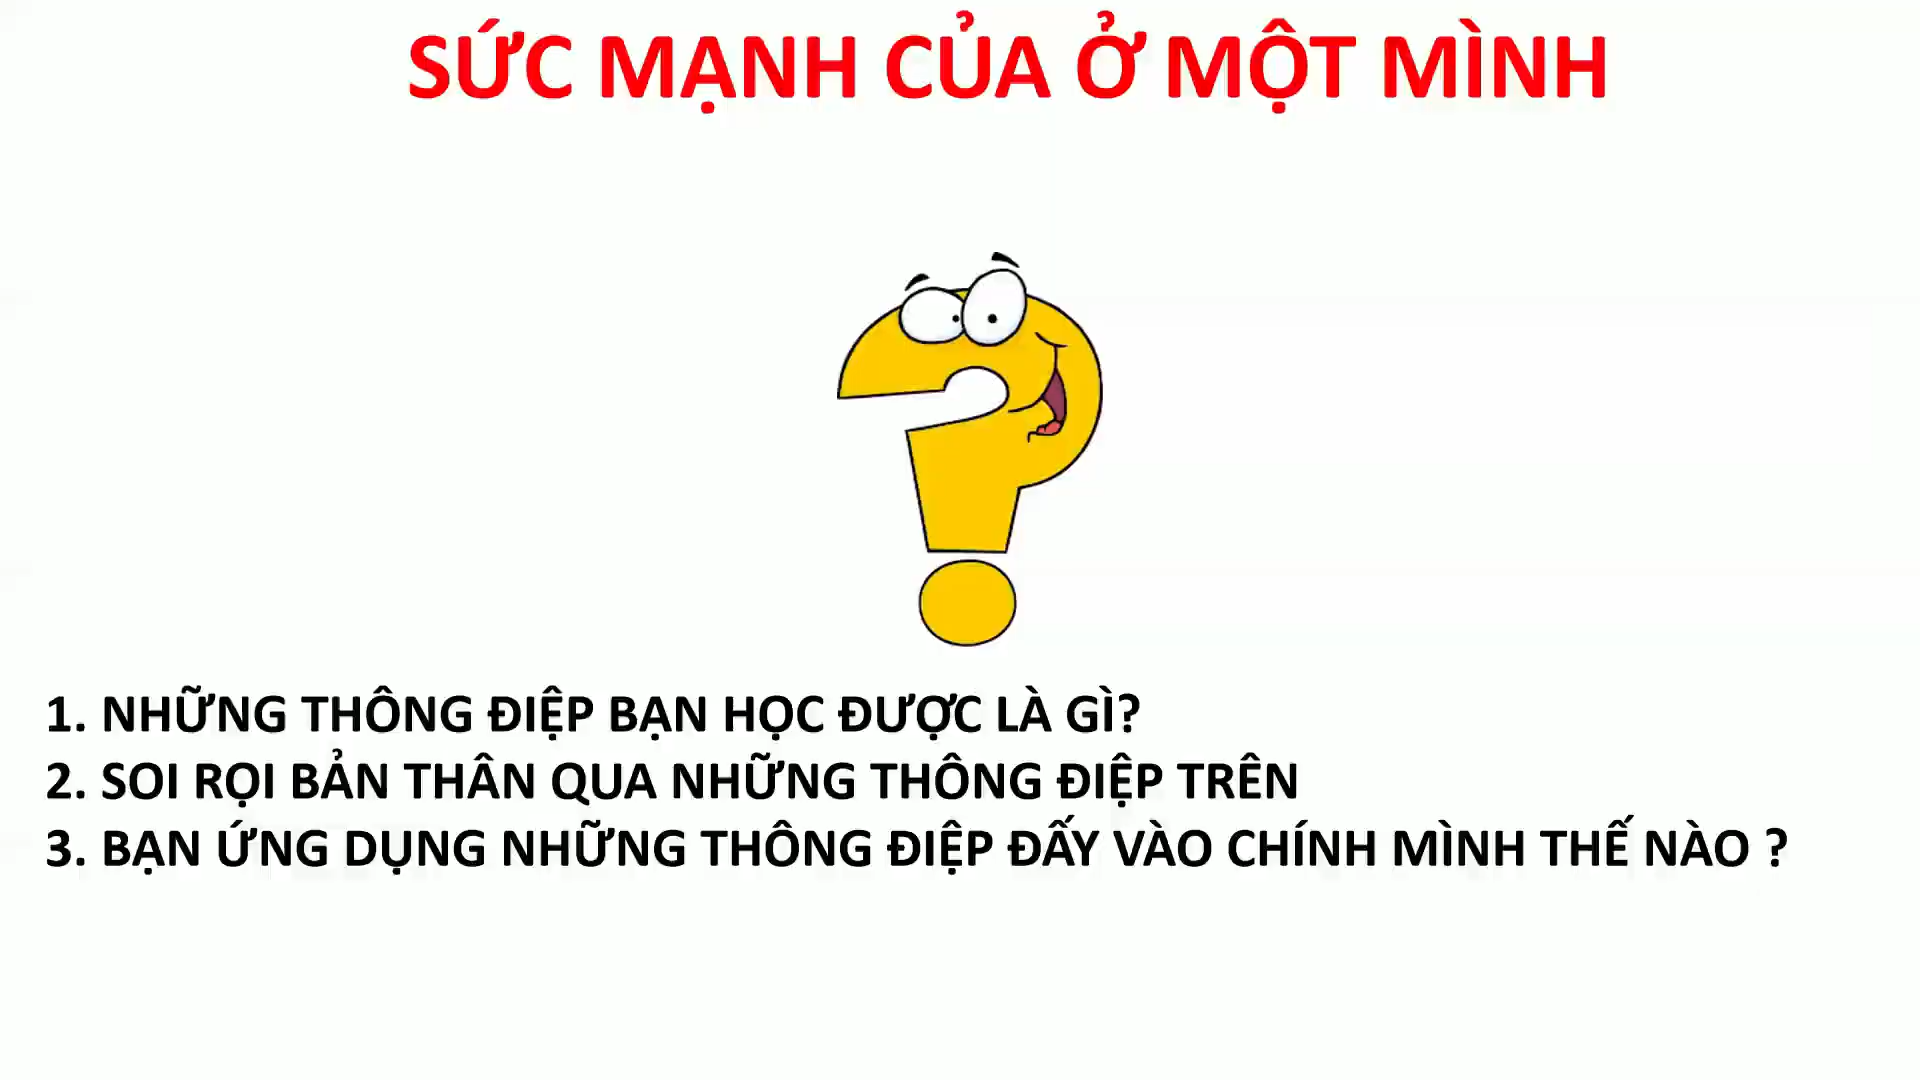 SỨC MẠNH CỦA Ở MỘT MÌNH
1. NHỮNG THÔNG ĐIỆP BẠN HỌC ĐƯỢC LÀ GÌ?
2. SOI RỌI BẢN THÂN QUA NHỮNG THÔNG ĐIỆP TRÊN
3. BẠN ỨNG DỤNG NHỮNG THÔNG ĐIỆP ĐẤY VÀO CHÍNH MÌNH THẾ NÀO ?